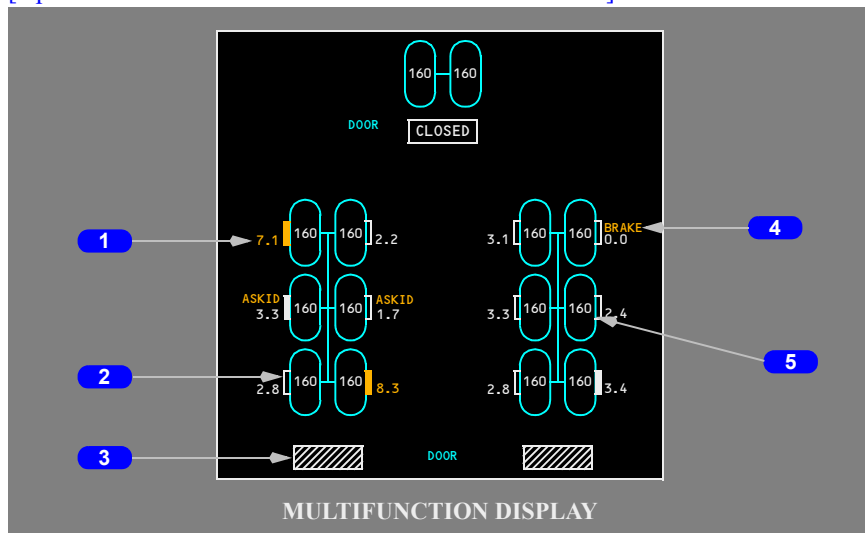 160 160
DOOR CLOSED
1 7.1 160 160 2.2 3.1 160 160 BRAKE 4
0.0
ASKID 160 160 ASKID 3.3 160 160 2.4
3.3 1.7
5
2 2.8 160 160 8.3 2.8 160 160 3.4
3 DOOR
MULTIFUNCTION DISPLAY